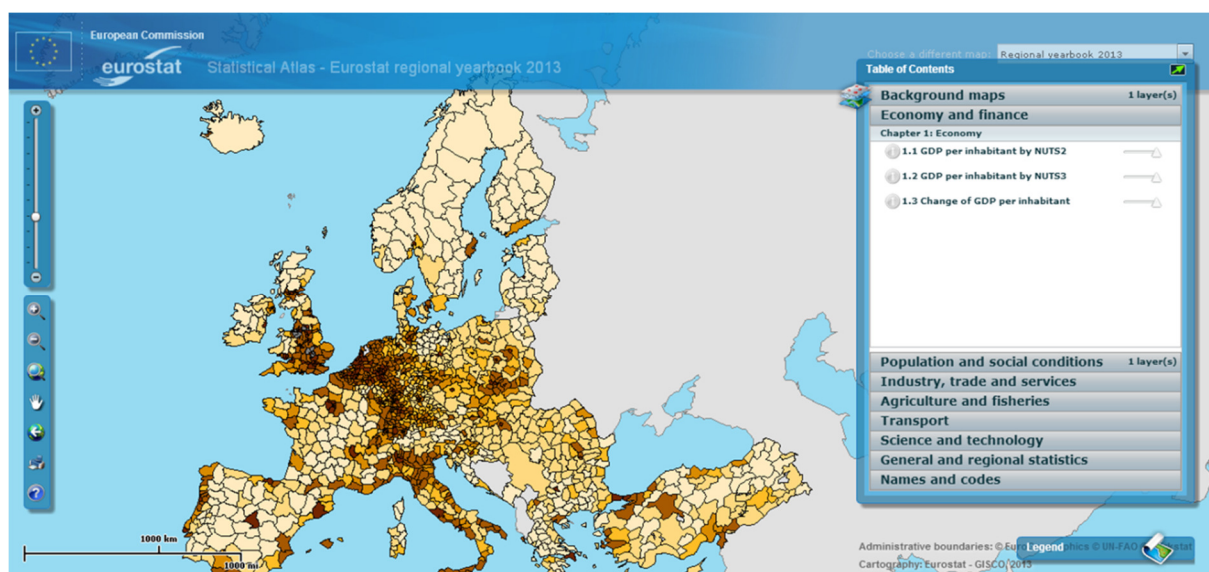 European Commission
eurostat
Statistical Atlas - Eurostat regional yearbook 2013
Choose a different map: Regional yearbook 2013
Table of Contents
Background maps 1 layer(s)
Economy and finance
Chapter 1: Economy
1.1 GDP per inhabitant by NUTS2
1.2 GDP per inhabitant by NUTS3
1.3 Change of GDP per inhabitant
Population and social conditions 1 layer(s)
Industry, trade and services
Agriculture and fisheries
Transport
Science and technology
General and regional statistics
Names and codes
1000 km
1000 mi
Administrative boundaries: © UN-FAO
Legend
Cartography: Eurostat - GISCO, 2013